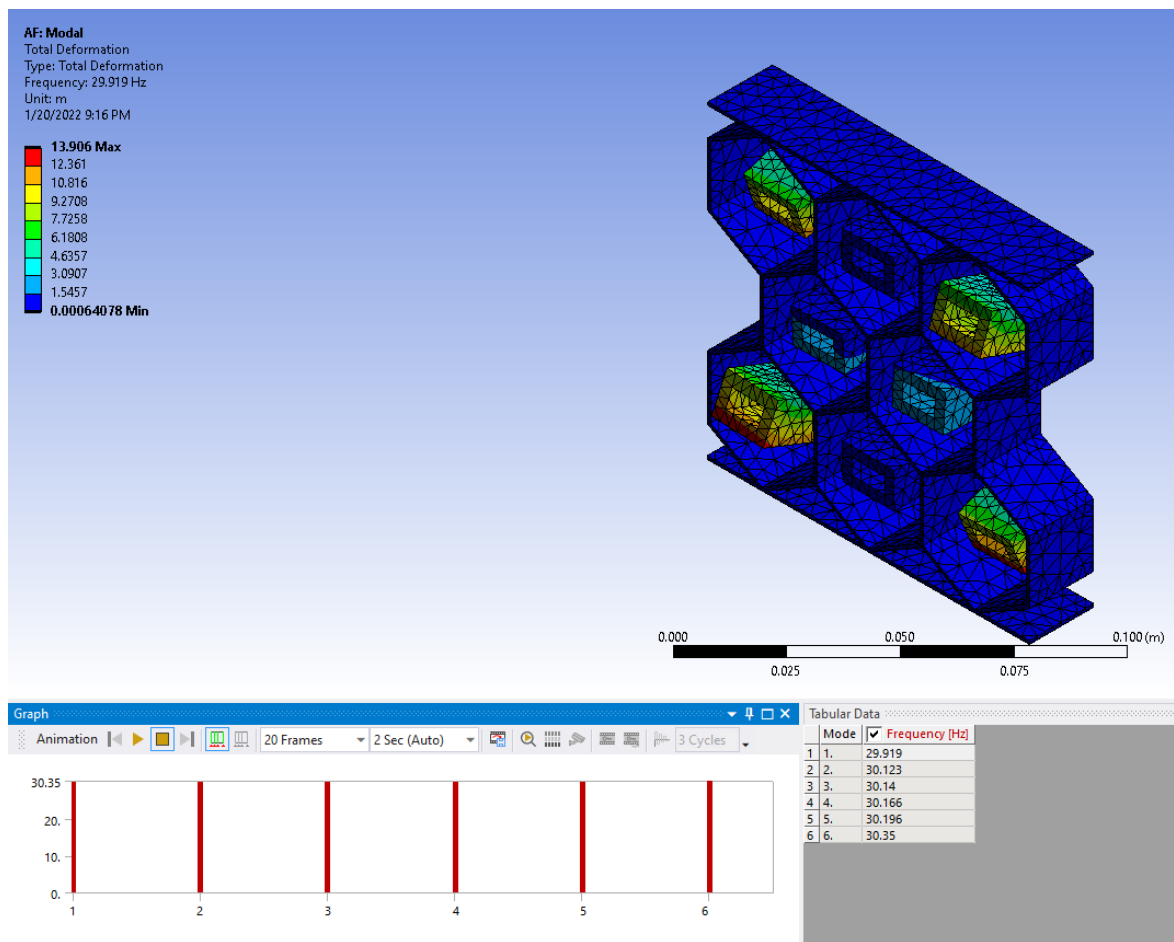 AF: Modal
Total Deformation
Type: Total Deformation
Frequency: 29.919 Hz
Unit: m
1/20/2022 9:16 PM
13.906 Max
12.361
10.816
9.2708
7.7258
6.1808
4.6357
3.0907
1.5457
0.00064078 Min
0.000 0.050 0.100 (m)
0.025 0.075
Graph
Animation 20 Frames 2 Sec (Auto) 3 Cycles
30.35
20.
10.
0.
1 2 3 4 5 6
Tabular Data
Mode Frequency [Hz]
1 1. 29.919
2 2. 30.123
3 3. 30.14
4 4. 30.166
5 5. 30.196
6 6. 30.35